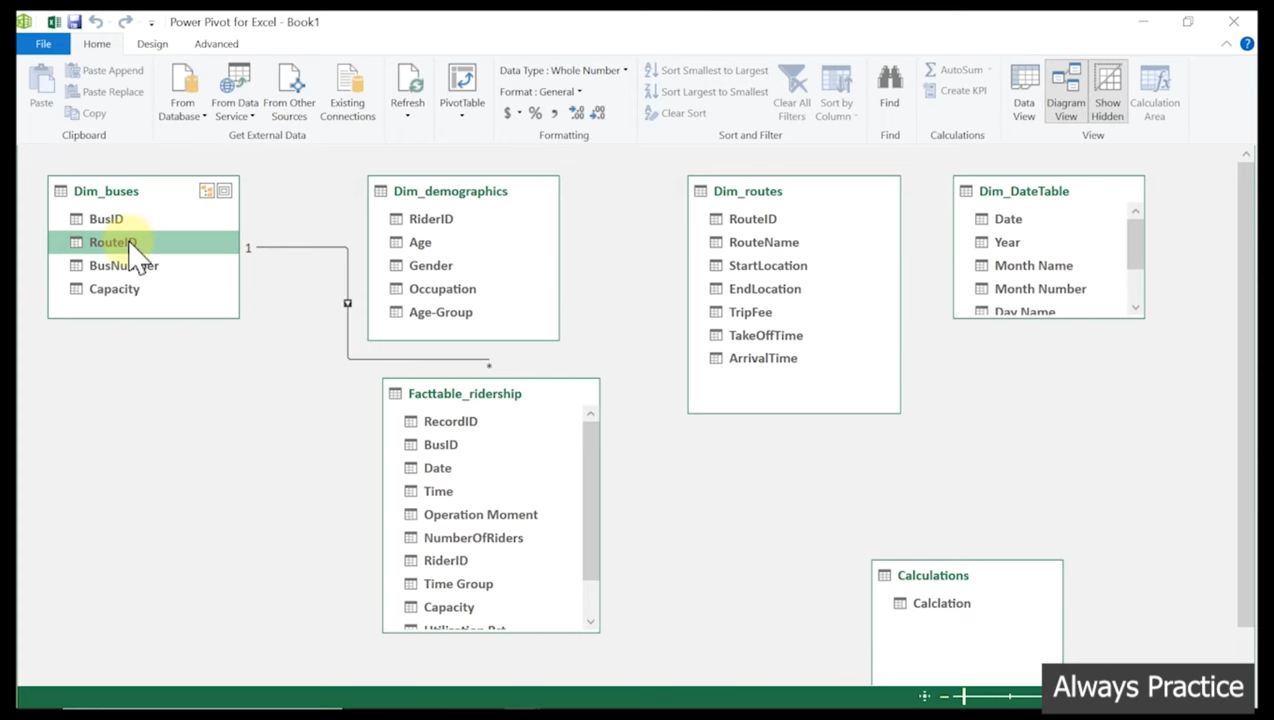 Power Pivot for Excel - Book1
File
Home
Design
Advanced
Paste
Paste Append
Paste Replace
Copy
Clipboard
From Database
From Data Service
From Other Sources
Existing Connections
Get External Data
Refresh
PivotTable
Data Type : Whole Number
Format : General
$ %
Formatting
Sort Smallest to Largest
Sort Largest to Smallest
Clear Sort
Clear All Filters
Sort by Column
Sort and Filter
Find
Find
AutoSum
Create KPI
Calculations
Data View
Diagram View
Show Hidden
Calculation Area
View
Dim_buses
BusID
RouteID
BusNumber
Capacity
1
*
Dim_demographics
RiderID
Age
Gender
Occupation
Age-Group
Dim_routes
RouteID
RouteName
StartLocation
EndLocation
TripFee
TakeOffTime
ArrivalTime
Dim_DateTable
Date
Year
Month Name
Month Number
Day Name
Facttable_ridership
RecordID
BusID
Date
Time
Operation Moment
NumberOfRiders
RiderID
Time Group
Capacity
Calculations
Calclation
Always Practice